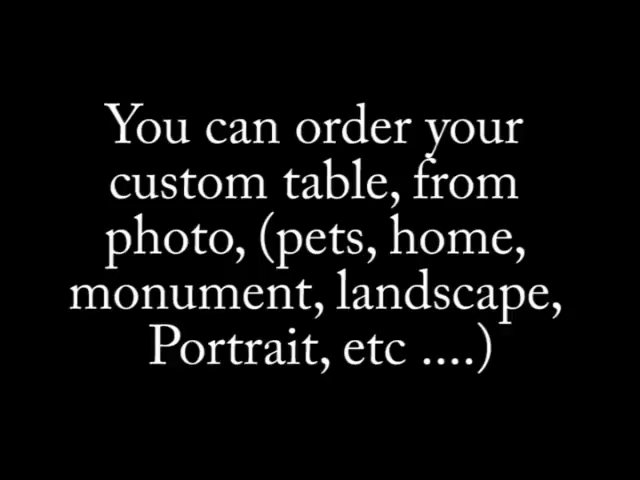 You can order your
custom table, from
photo, (pets, home,
monument, landscape,
Portrait, etc ....)